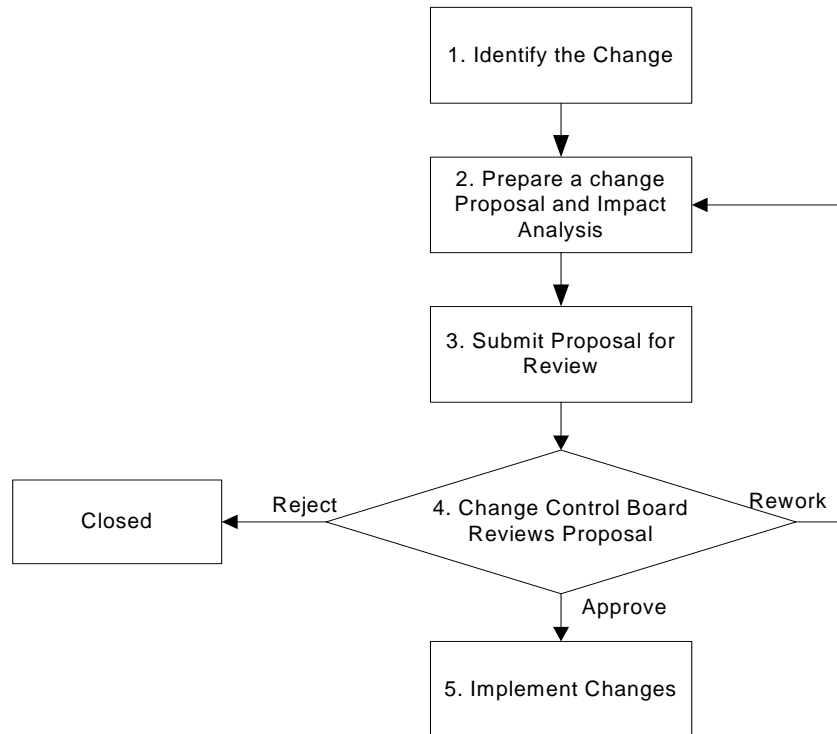 1. Identify the Change
2. Prepare a change
Proposal and Impact
Analysis
3. Submit Proposal for
Review
4. Change Control Board
Reviews Proposal
Reject
Closed
Rework
Approve
5. Implement Changes